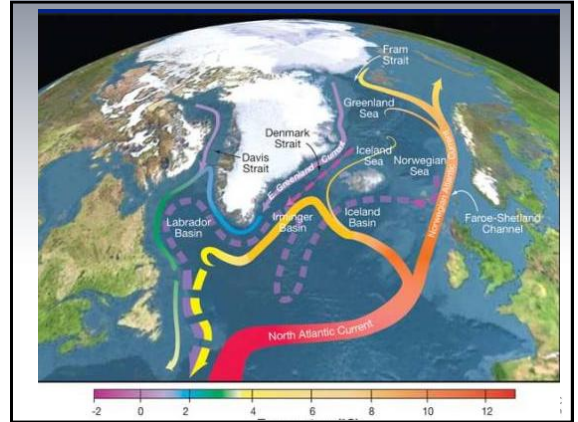 Fram
Strait
Greenland
Sea
Denmark
Strait
Iceland
Sea
Davis
Strait
Norwegian
Sea
E. Greenland Current
Norwegian Atlantic Current
Faroe-Shetland
Channel
Labrador
Basin
Irminger
Basin
Iceland
Basin
North Atlantic Current
-2 0 2 4 6 8 10 12